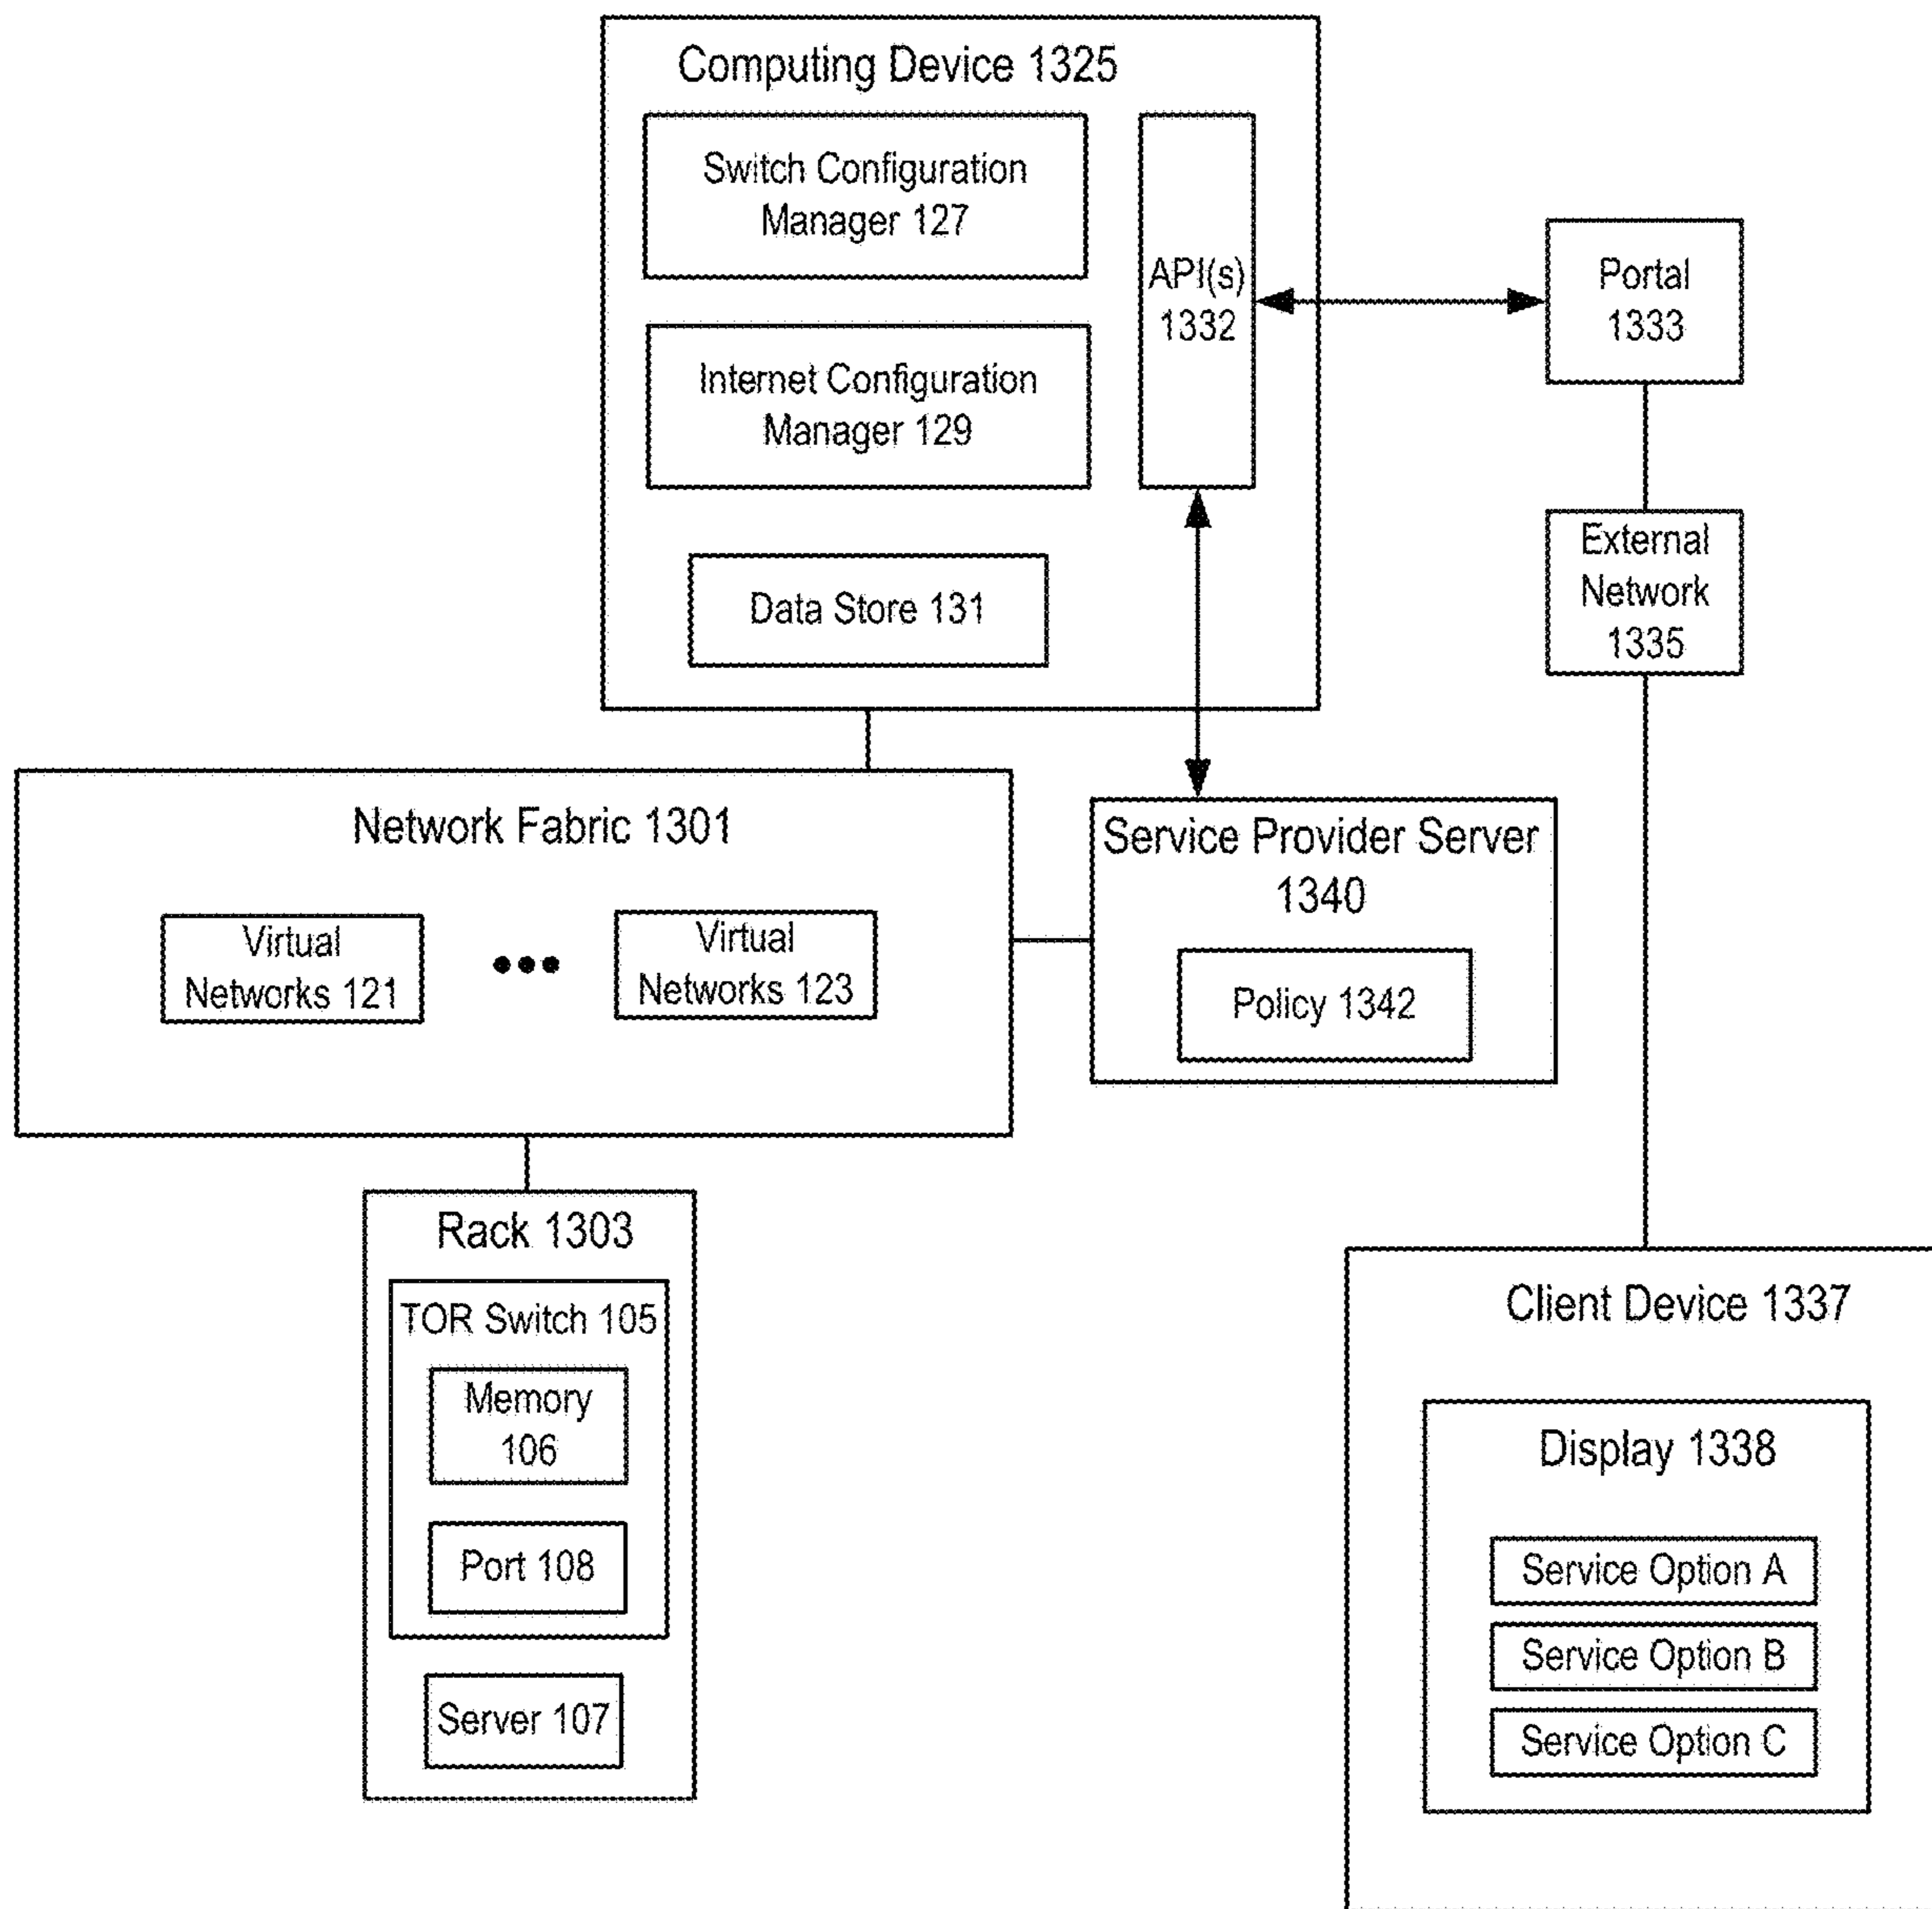 Computing Device 1325
Switch Configuration
Manager 127
Internet Configuration
Manager 129
Data Store 131
API(s)
1332
Portal
1333
External
Network
1335
Network Fabric 1301
Virtual
Networks 121
Virtual
Networks 123
Service Provider Server
1340
Policy 1342
Rack 1303
TOR Switch 105
Memory
106
Port 108
Server 107
Client Device 1337
Display 1338
Service Option A
Service Option B
Service Option C